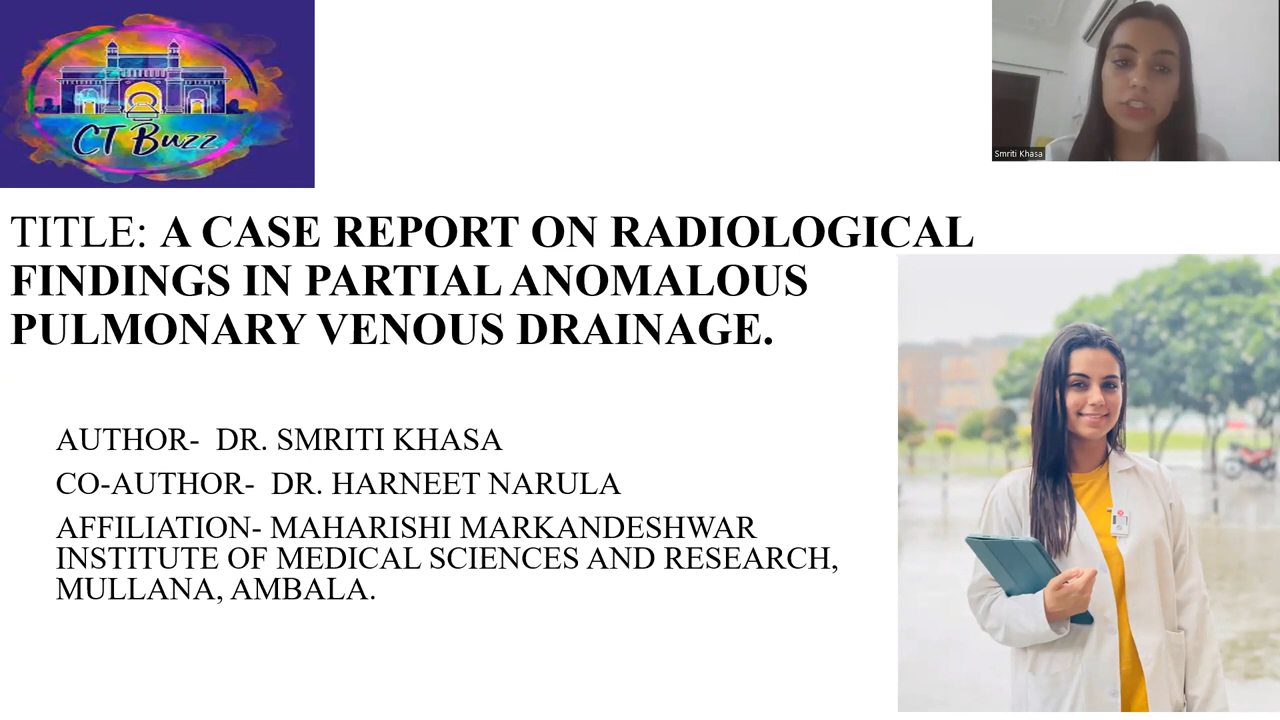 CT Buzz
Smriti Khasa
TITLE: A CASE REPORT ON RADIOLOGICAL
FINDINGS IN PARTIAL ANOMALOUS
PULMONARY VENOUS DRAINAGE.
AUTHOR-  DR. SMRITI KHASA
CO-AUTHOR-  DR. HARNEET NARULA
AFFILIATION- MAHARISHI MARKANDESHWAR
INSTITUTE OF MEDICAL SCIENCES AND RESEARCH,
MULLANA, AMBALA.